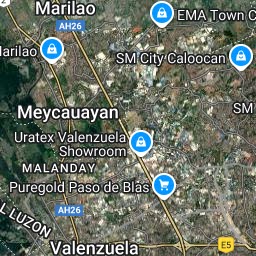 Marilao
EMA Town C
AH26
Marilao
SM City Caloocan
Meycauayan
SM
Uratex Valenzuela
Showroom
MALANDAY
Puregold Paso de Blas
L LUZON
AH26
Valenzuela
E5